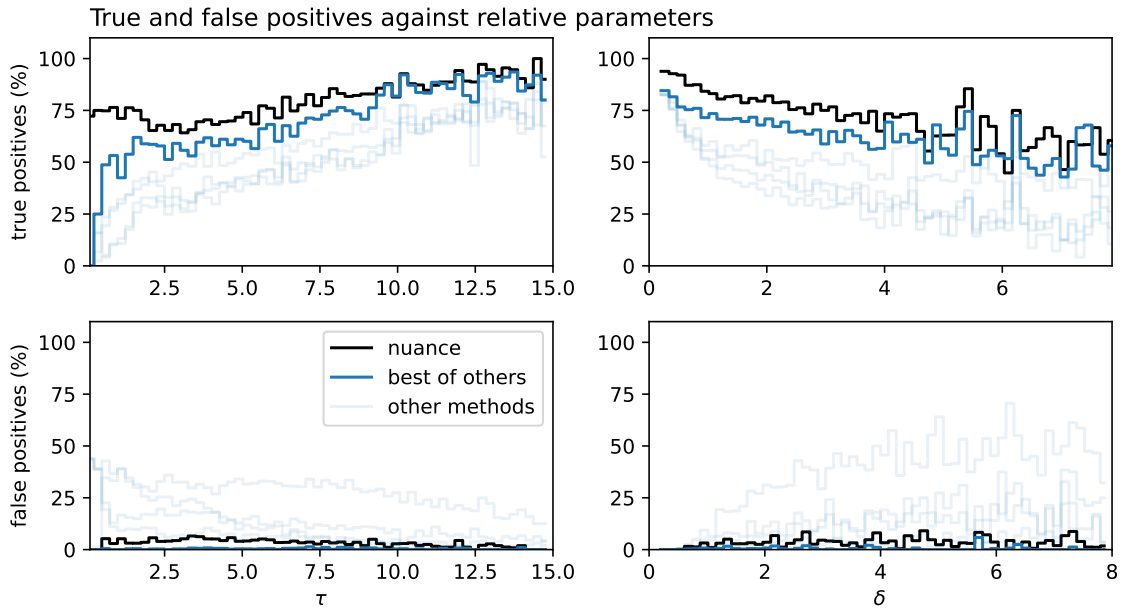 True and false positives against relative parameters
true positives (%)
100
75
50
25
0
2.5 5.0 7.5 10.0 12.5 15.0
0 2 4 6
100
75
50
25
0
false positives (%)
100
75
50
25
0
nuance
best of others
other methods
2.5 5.0 7.5 10.0 12.5 15.0
τ
100
75
50
25
0
0 2 4 6 8
δ